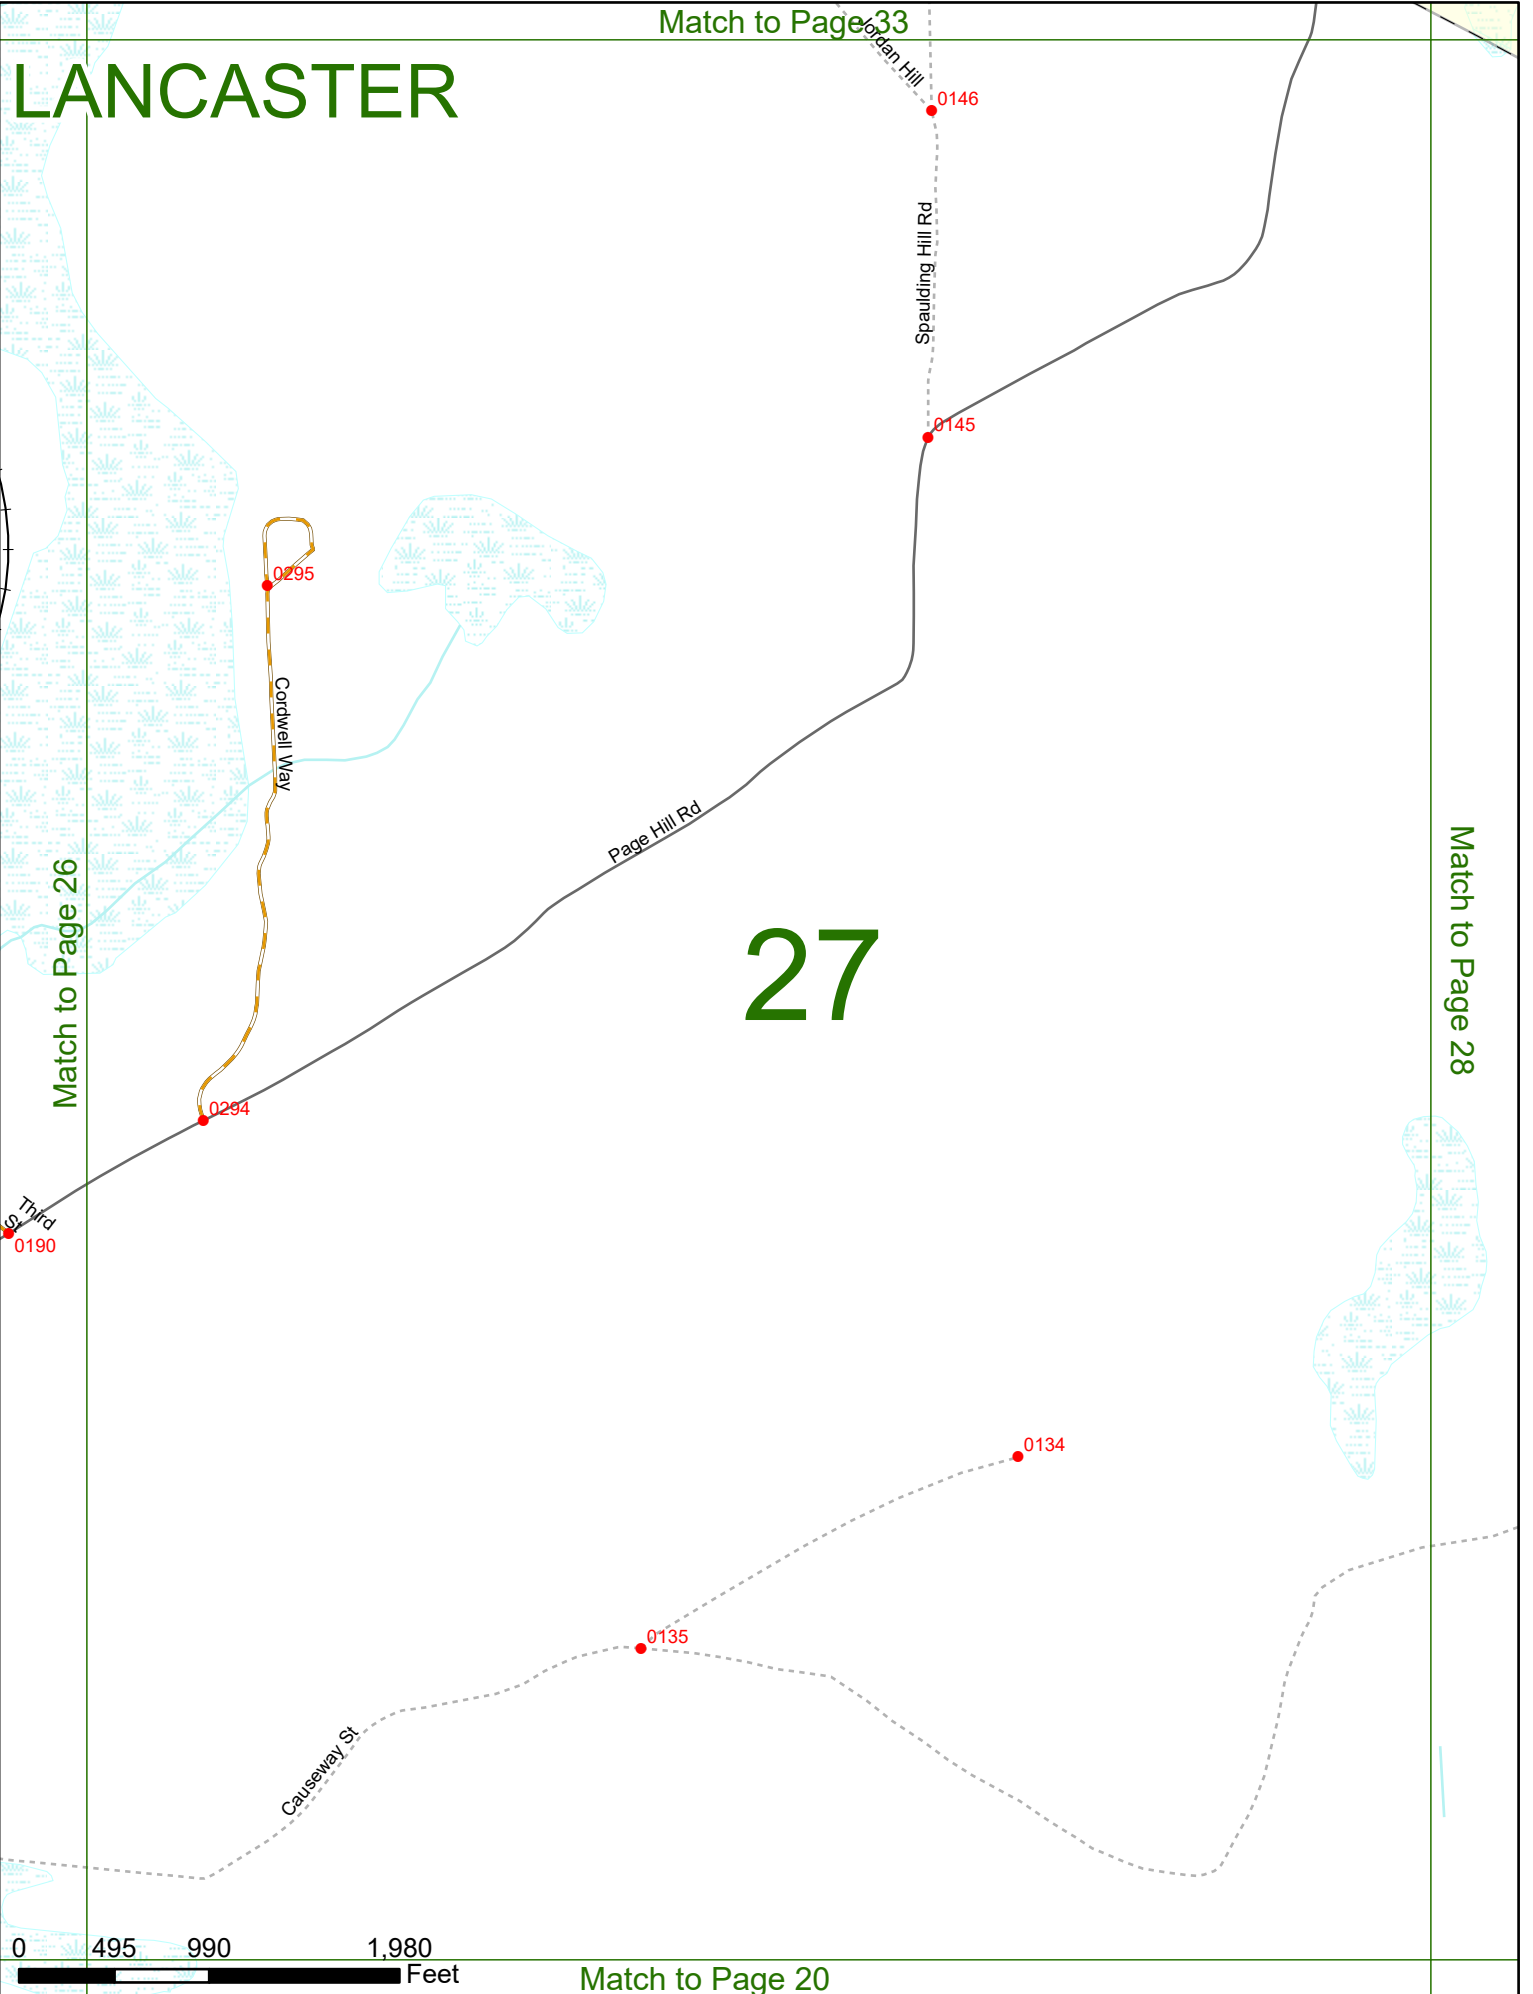 Match to Page 33
LANCASTER
Jordan Hill
0146
Spaulding Hill Rd
0145
0295
Cordwell Way
Page Hill Rd
Match to Page 26
27
Match to Page 28
0294
Third
St
0190
0134
0135
Causeway St
0 495 990 1,980
Feet
Match to Page 20